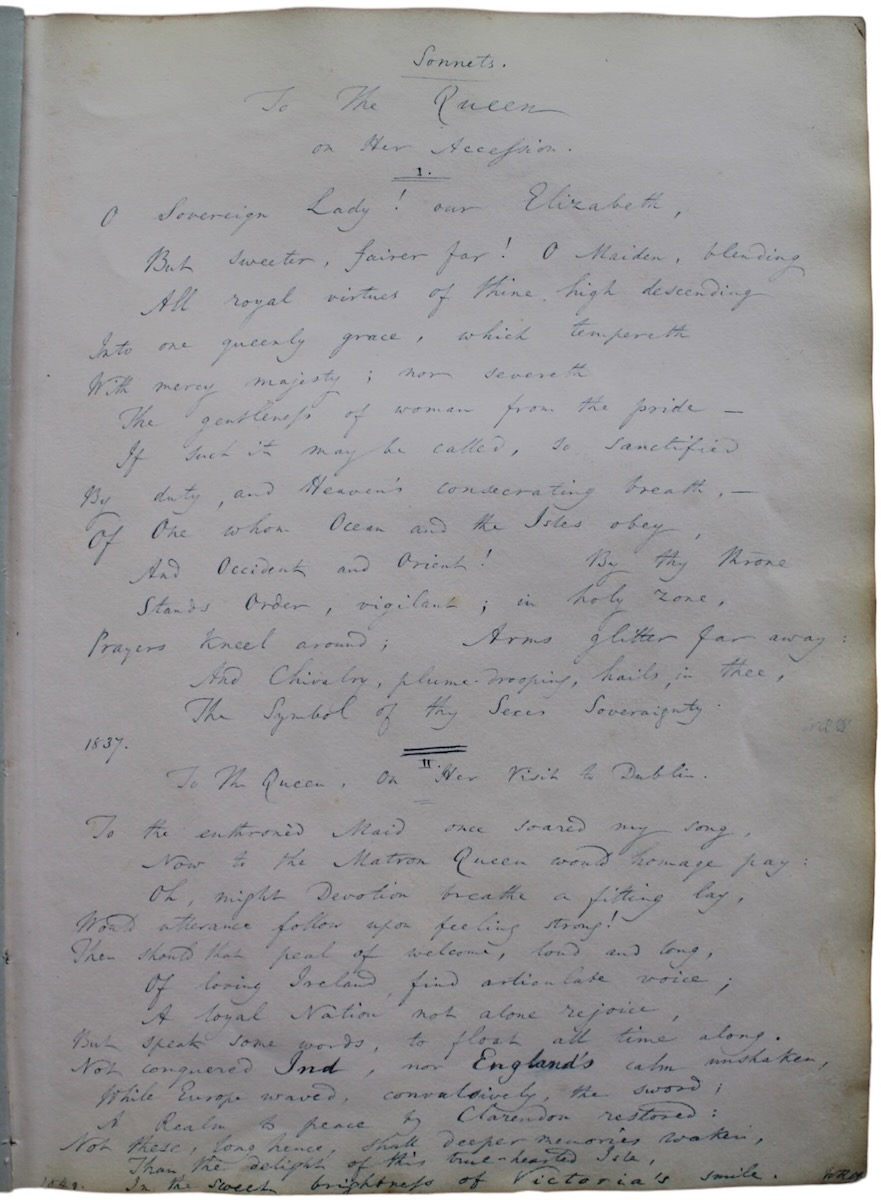 Sonnets.
To The Queen
on Her Accession.
I.
O Sovereign Lady! our Elizabeth,
But sweeter, fairer far! O Maiden, blending
All royal virtues of thine high descending
Into one queenly grace, which tempereth
With mercy majesty; nor severeth
The gentleness of woman from the pride —
If such it may be called, so sanctified
By duty, and Heaven's consecrating breath, —
Of One whom Ocean and the Isles obey,
And Occident and Orient! By thy throne
Stands Order, vigilant; in holy zone,
Prayers kneel around; Arms glitter far away:
And Chivalry, plume-drooping, hails, in thee,
The Symbol of thy Sexes Sovereignty.
1837.
II.
To The Queen, On Her Visit to Dublin.
To the enthronèd Maid once soared my song,
Now to the Matron Queen would homage pay:
Oh, might Devotion breathe a fitting lay,
Would utterance follow upon feeling strong!
Then should that peal of welcome, loud and long,
Of loving Ireland, find articulate voice;
A loyal Nation not alone rejoice,
But speak some words, to float all time along.
Not conquered Ind, nor England's calm unshaken,
While Europe waved, convulsively, the sword;
A Realm to peace by Clarendon restored:
Not these, long hence, shall deeper memories waken,
Than the delight of this true-hearted Isle,
1849. In the sweet brightness of Victoria's smile.